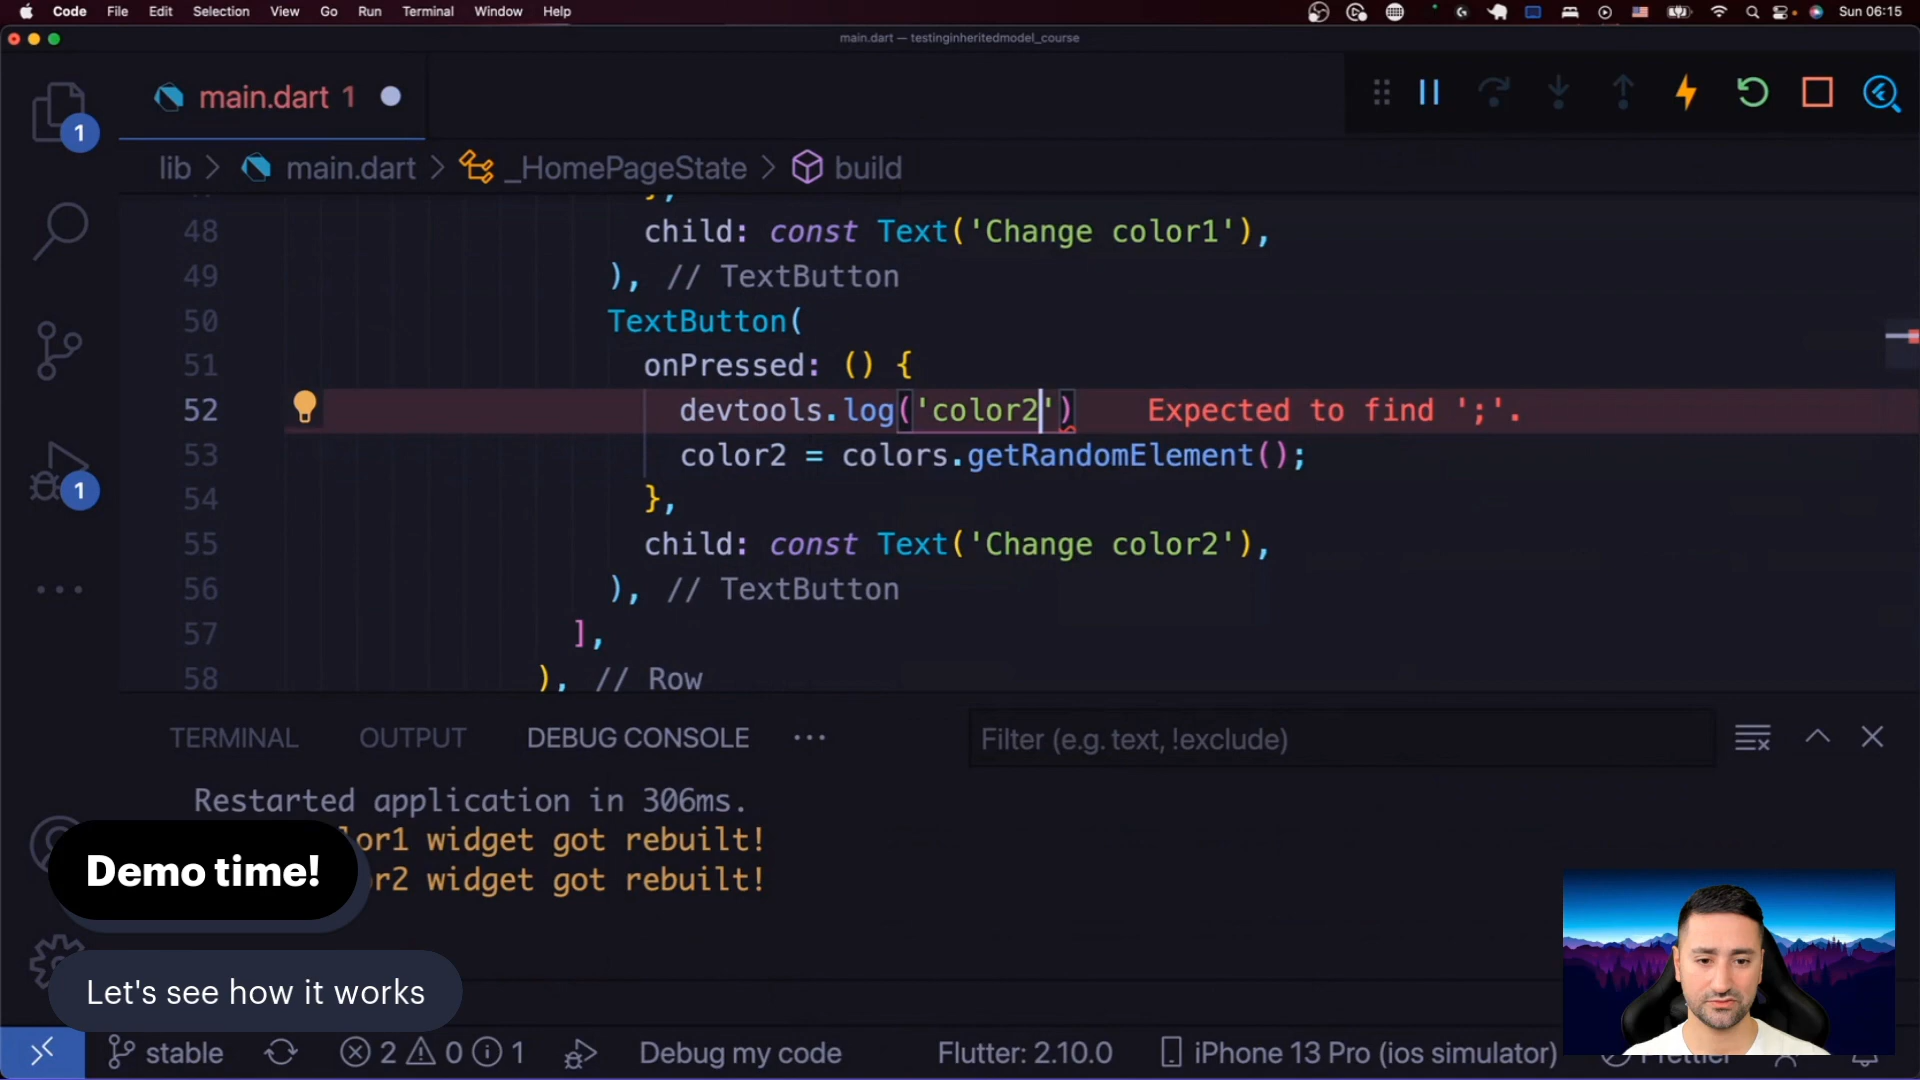 Code File Edit Selection View Go Run Terminal Window Help Sun 06:15
main.dart — testinginheritedmodel_course
main.dart 1
lib > main.dart > _HomePageState > build
48 child: const Text('Change color1'),
49 ), // TextButton
50 TextButton(
51 onPressed: () {
52 devtools.log('color2') Expected to find ';'.
53 color2 = colors.getRandomElement();
54 },
55 child: const Text('Change color2'),
56 ), // TextButton
57 ],
58 ), // Row
1
1
TERMINAL OUTPUT DEBUG CONSOLE ··· Filter (e.g. text, !exclude)
Restarted application in 306ms.
lor1 widget got rebuilt!
or2 widget got rebuilt!
Demo time!
Let's see how it works
stable 2 0 1 Debug my code Flutter: 2.10.0 iPhone 13 Pro (ios simulator)